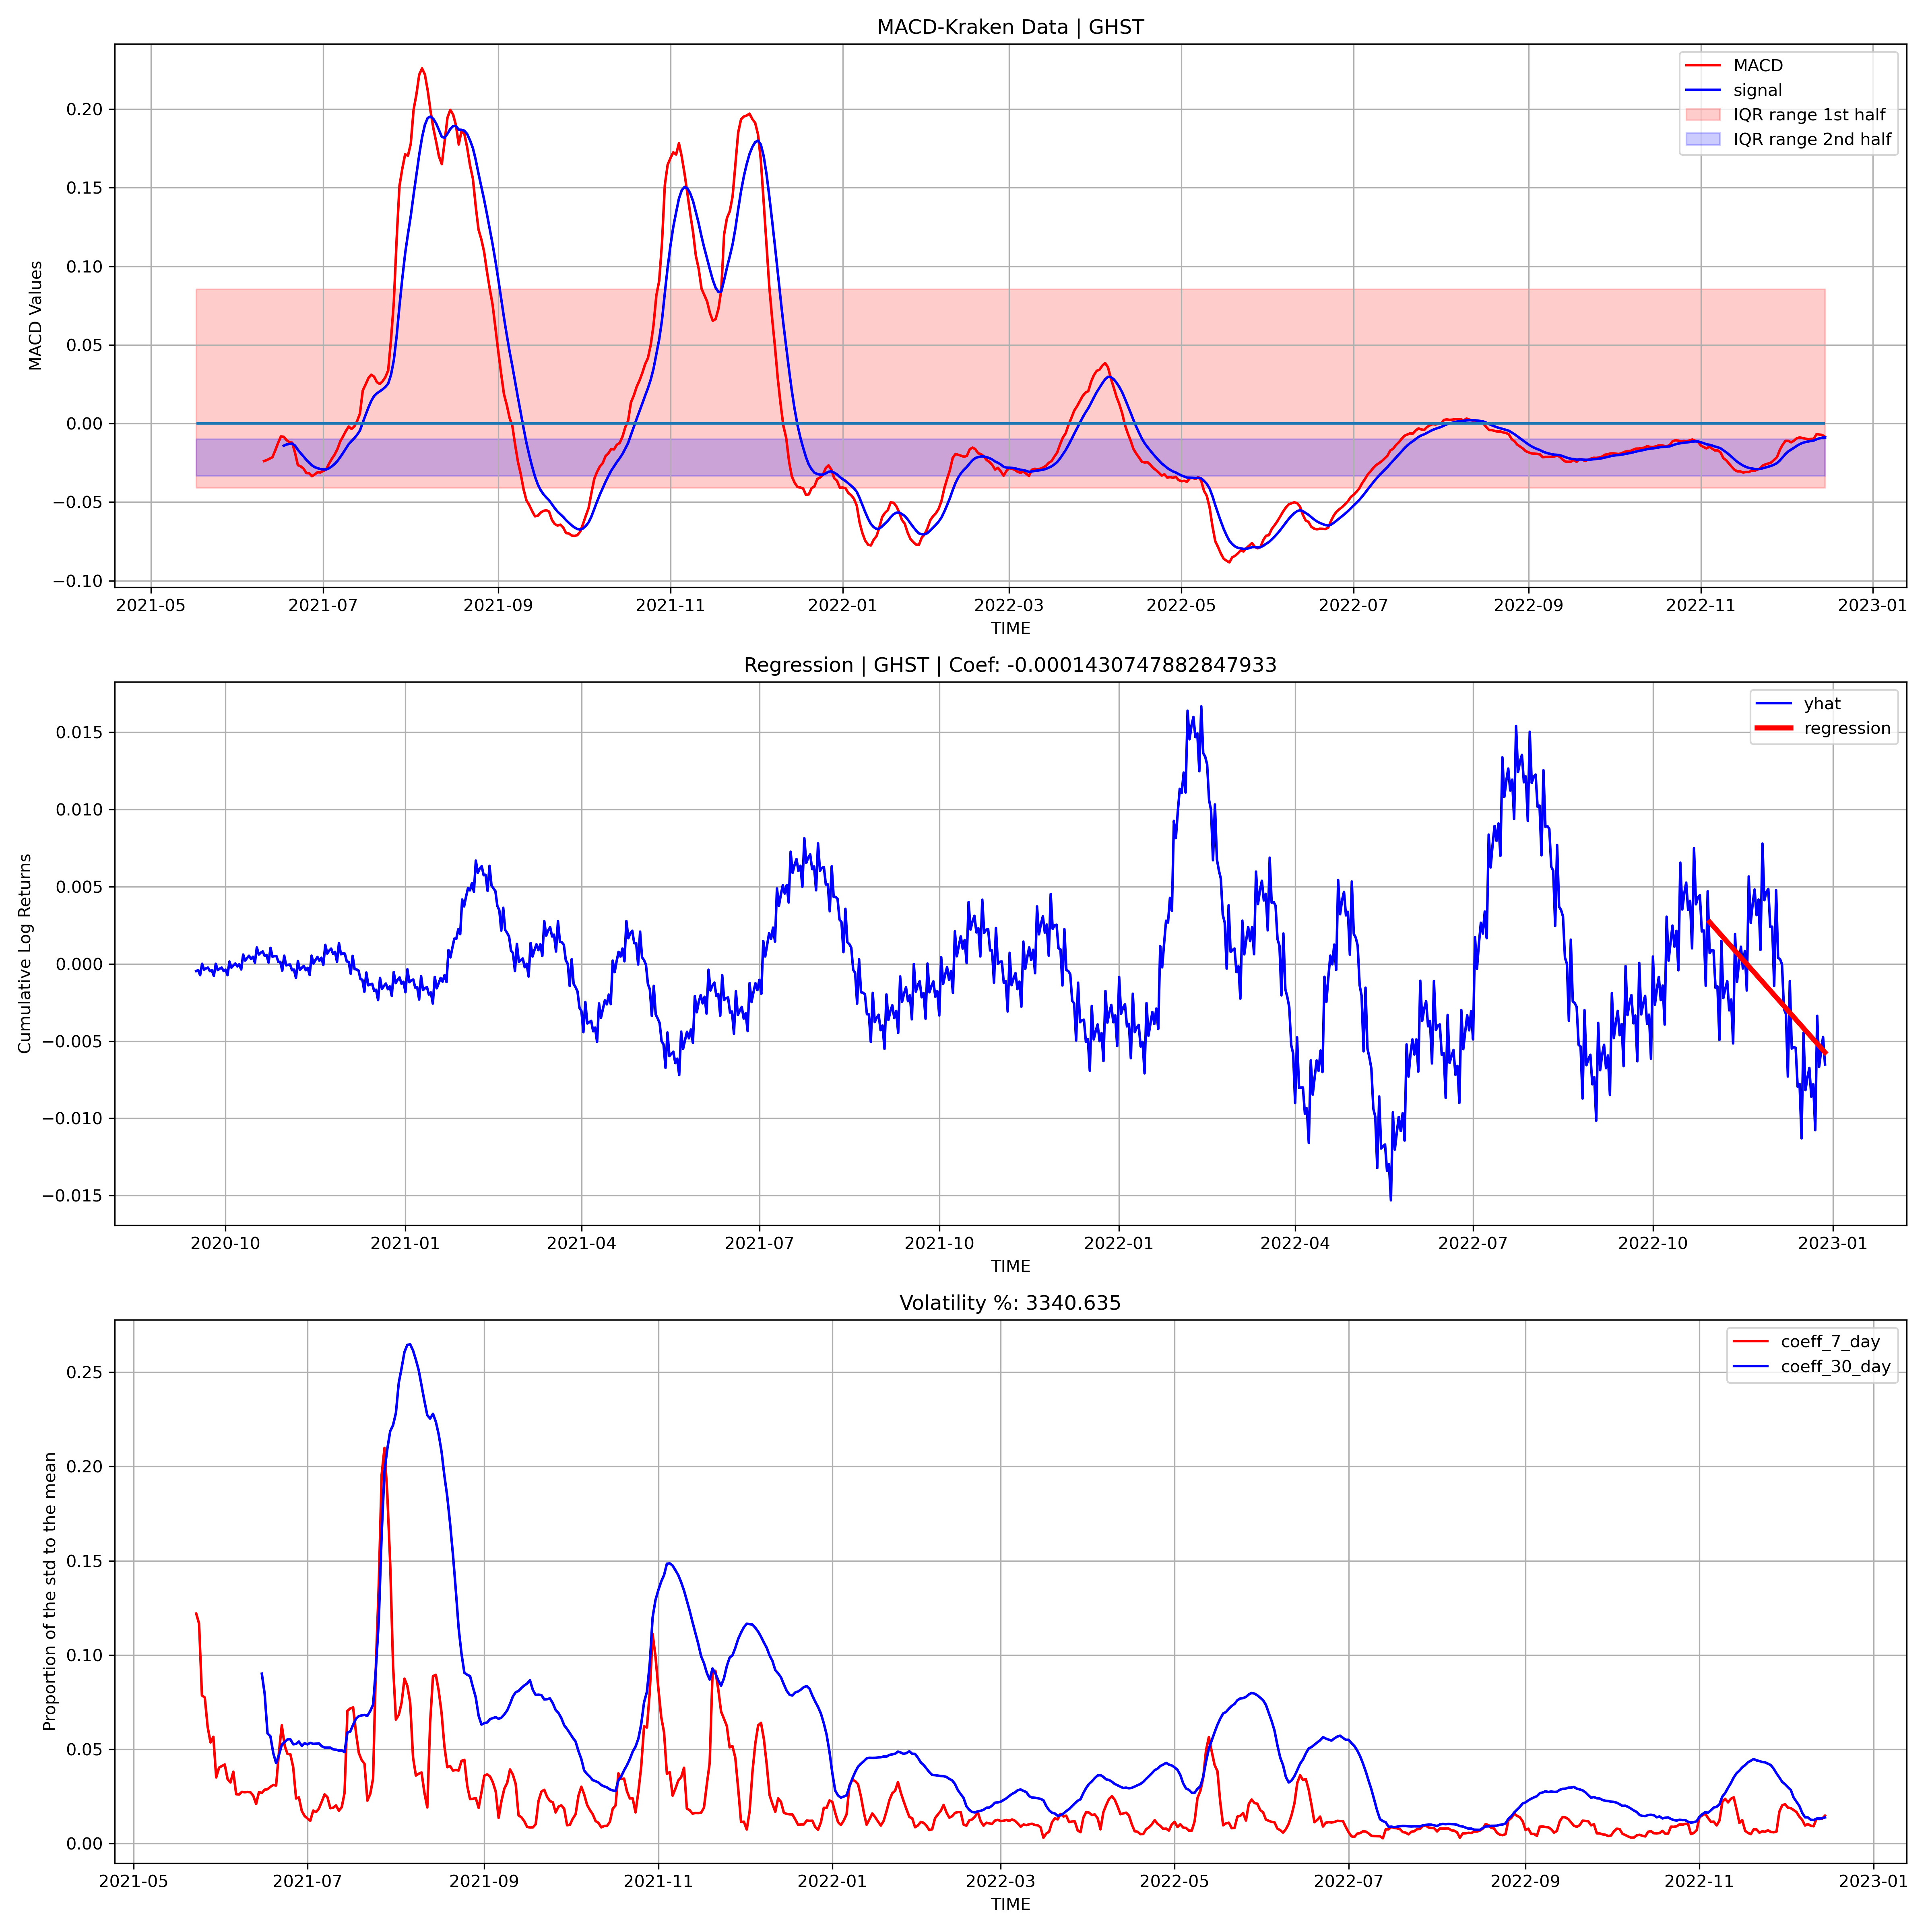 MACD-Kraken Data | GHST
MACD
signal
IQR range 1st half
IQR range 2nd half
MACD Values
0.20
0.15
0.10
0.05
0.00
−0.05
−0.10
2021-05 2021-07 2021-09 2021-11 2022-01 2022-03 2022-05 2022-07 2022-09 2022-11 2023-01
TIME
Regression | GHST | Coef: -0.0001430747882847933
yhat
regression
Cumulative Log Returns
0.015
0.010
0.005
0.000
−0.005
−0.010
−0.015
2020-10 2021-01 2021-04 2021-07 2021-10 2022-01 2022-04 2022-07 2022-10 2023-01
TIME
Volatility %: 3340.635
coeff_7_day
coeff_30_day
Proportion of the std to the mean
0.25
0.20
0.15
0.10
0.05
0.00
2021-05 2021-07 2021-09 2021-11 2022-01 2022-03 2022-05 2022-07 2022-09 2022-11 2023-01
TIME